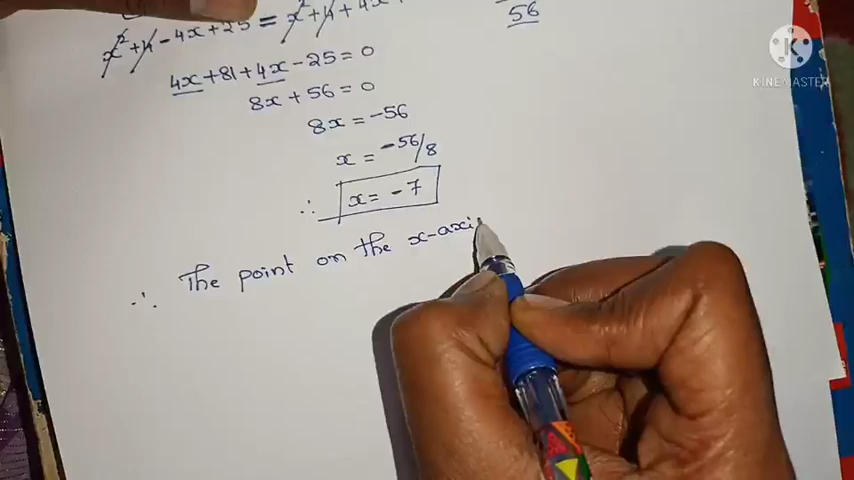 x²+4-4x+25 = x²+4+4x+
56
4x+81+4x-25=0
8x+56=0
8x=-56
x=-56/8
∴ x=-7
∴ The point on the x-axi
K
KINEMASTER